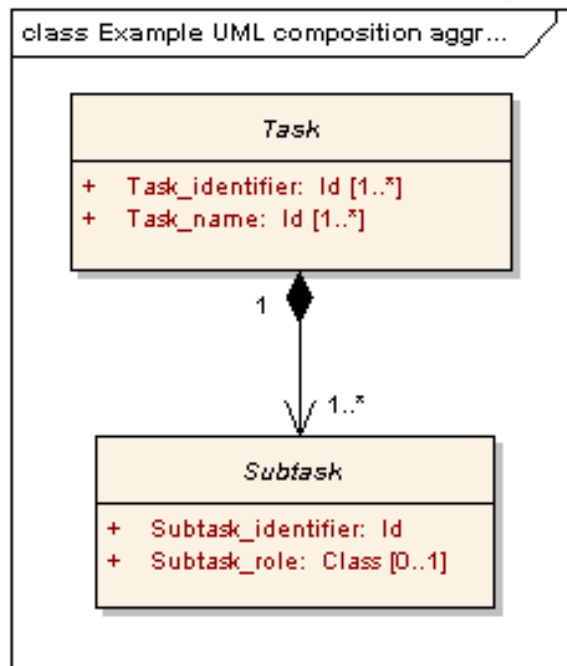 class Example UML composition aggr...
Task
+ Task_identifier: Id [1..*]
+ Task_name: Id [1..*]
1
1..*
Subtask
+ Subtask_identifier: Id
+ Subtask_role: Class [0..1]